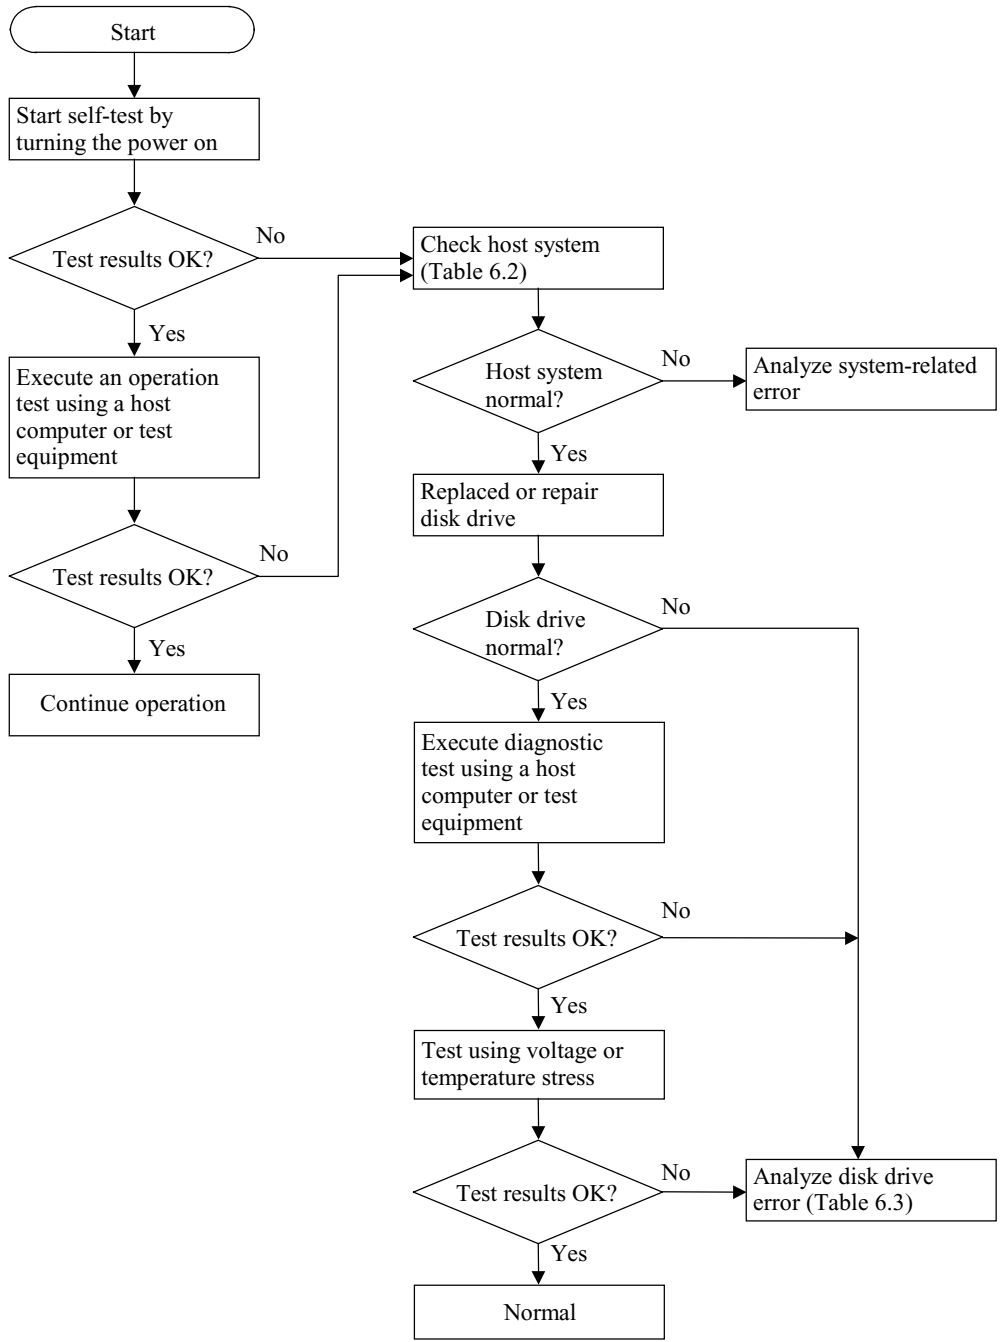 Start
Start self-test by
turning the power on
Test results OK?
No
Yes
Execute an operation
test using a host
computer or test
equipment
Test results OK?
No
Yes
Continue operation
Check host system
(Table 6.2)
Host system
normal?
No
Analyze system-related
error
Yes
Replaced or repair
disk drive
Disk drive
normal?
No
Yes
Execute diagnostic
test using a host
computer or test
equipment
Test results OK?
No
Yes
Test using voltage or
temperature stress
Test results OK?
No
Analyze disk drive
error (Table 6.3)
Yes
Normal